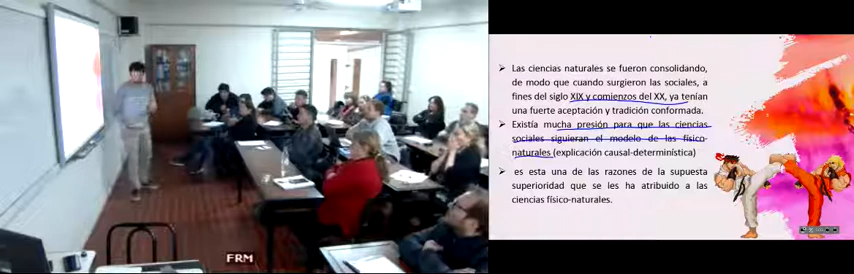 FRM
➢ Las ciencias naturales se fueron consolidando,
de modo que cuando surgieron las sociales, a
fines del siglo XIX y comienzos del XX, ya tenían
una fuerte aceptación y tradición conformada.
➢ Existía mucha presión para que las ciencias
sociales siguieran el modelo de las físico-
naturales (explicación causal-determinística)
➢ es esta una de las razones de la supuesta
superioridad que se les ha atribuido a las
ciencias físico-naturales.